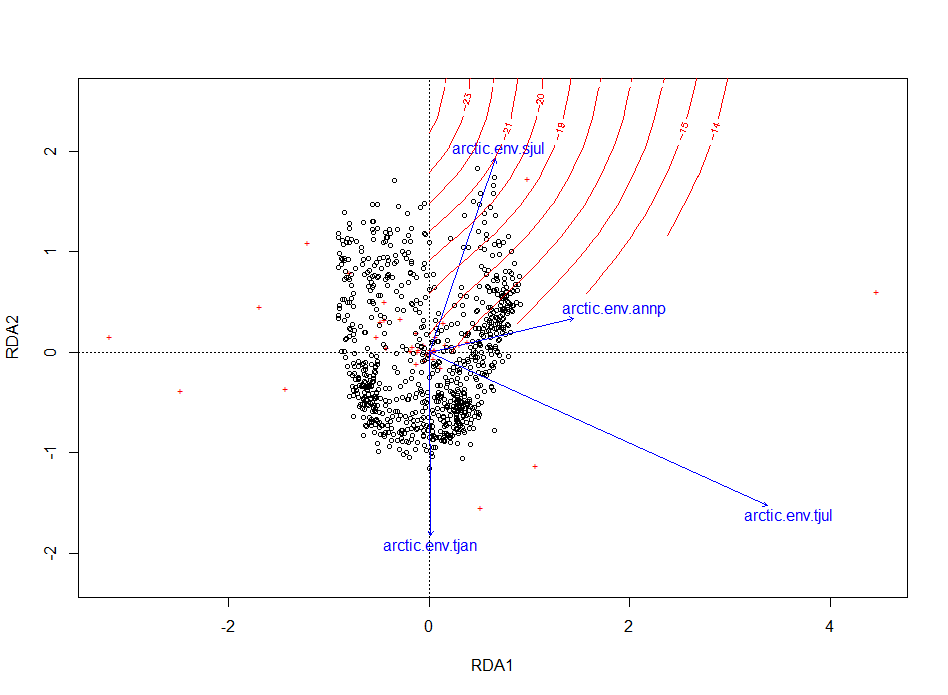 -23
-21
-20
-19
-15
-14
arctic.env.sjul
arctic.env.annp
arctic.env.tjul
arctic.env.tjan
2
1
0
-1
-2
RDA2
-2
0
2
4
RDA1